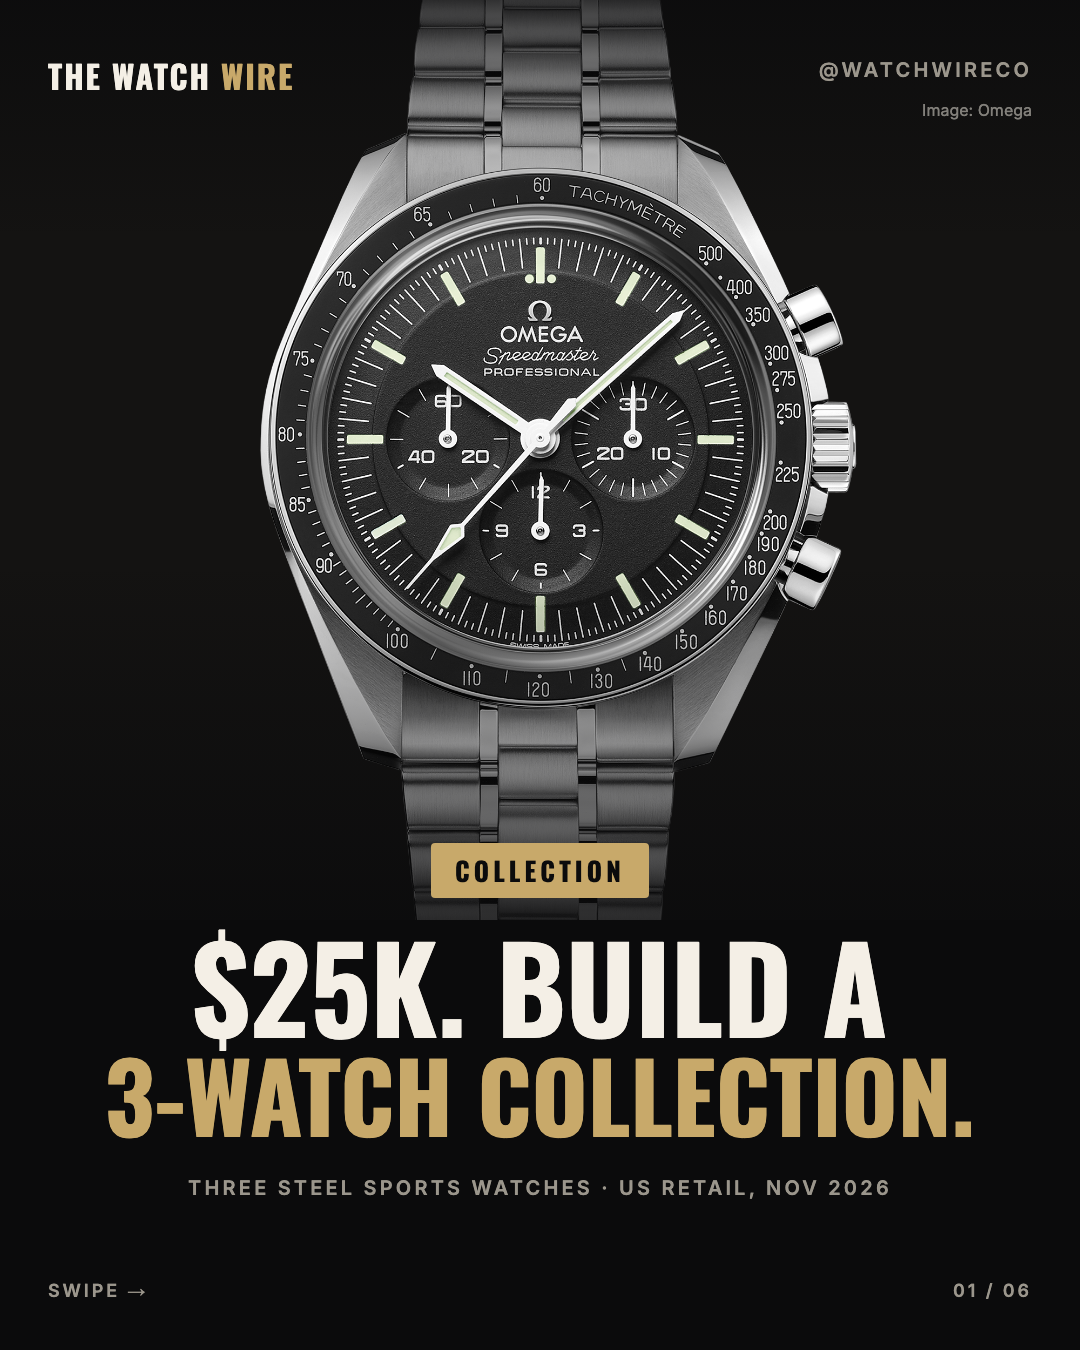 THE WATCH WIRE
@WATCHWIRECO
Image: Omega
60 TACHYMÈTRE
500
400
350
300
275
250
225
200
190
180
170
160
150
140
130
120
110
100
90
85
80
75
70
65
OMEGA
Speedmaster
PROFESSIONAL
60
40 20
30
20 10
12
9 3
6
SWISS MADE
COLLECTION
$25K. BUILD A
3-WATCH COLLECTION.
THREE STEEL SPORTS WATCHES · US RETAIL, NOV 2026
SWIPE →
01 / 06